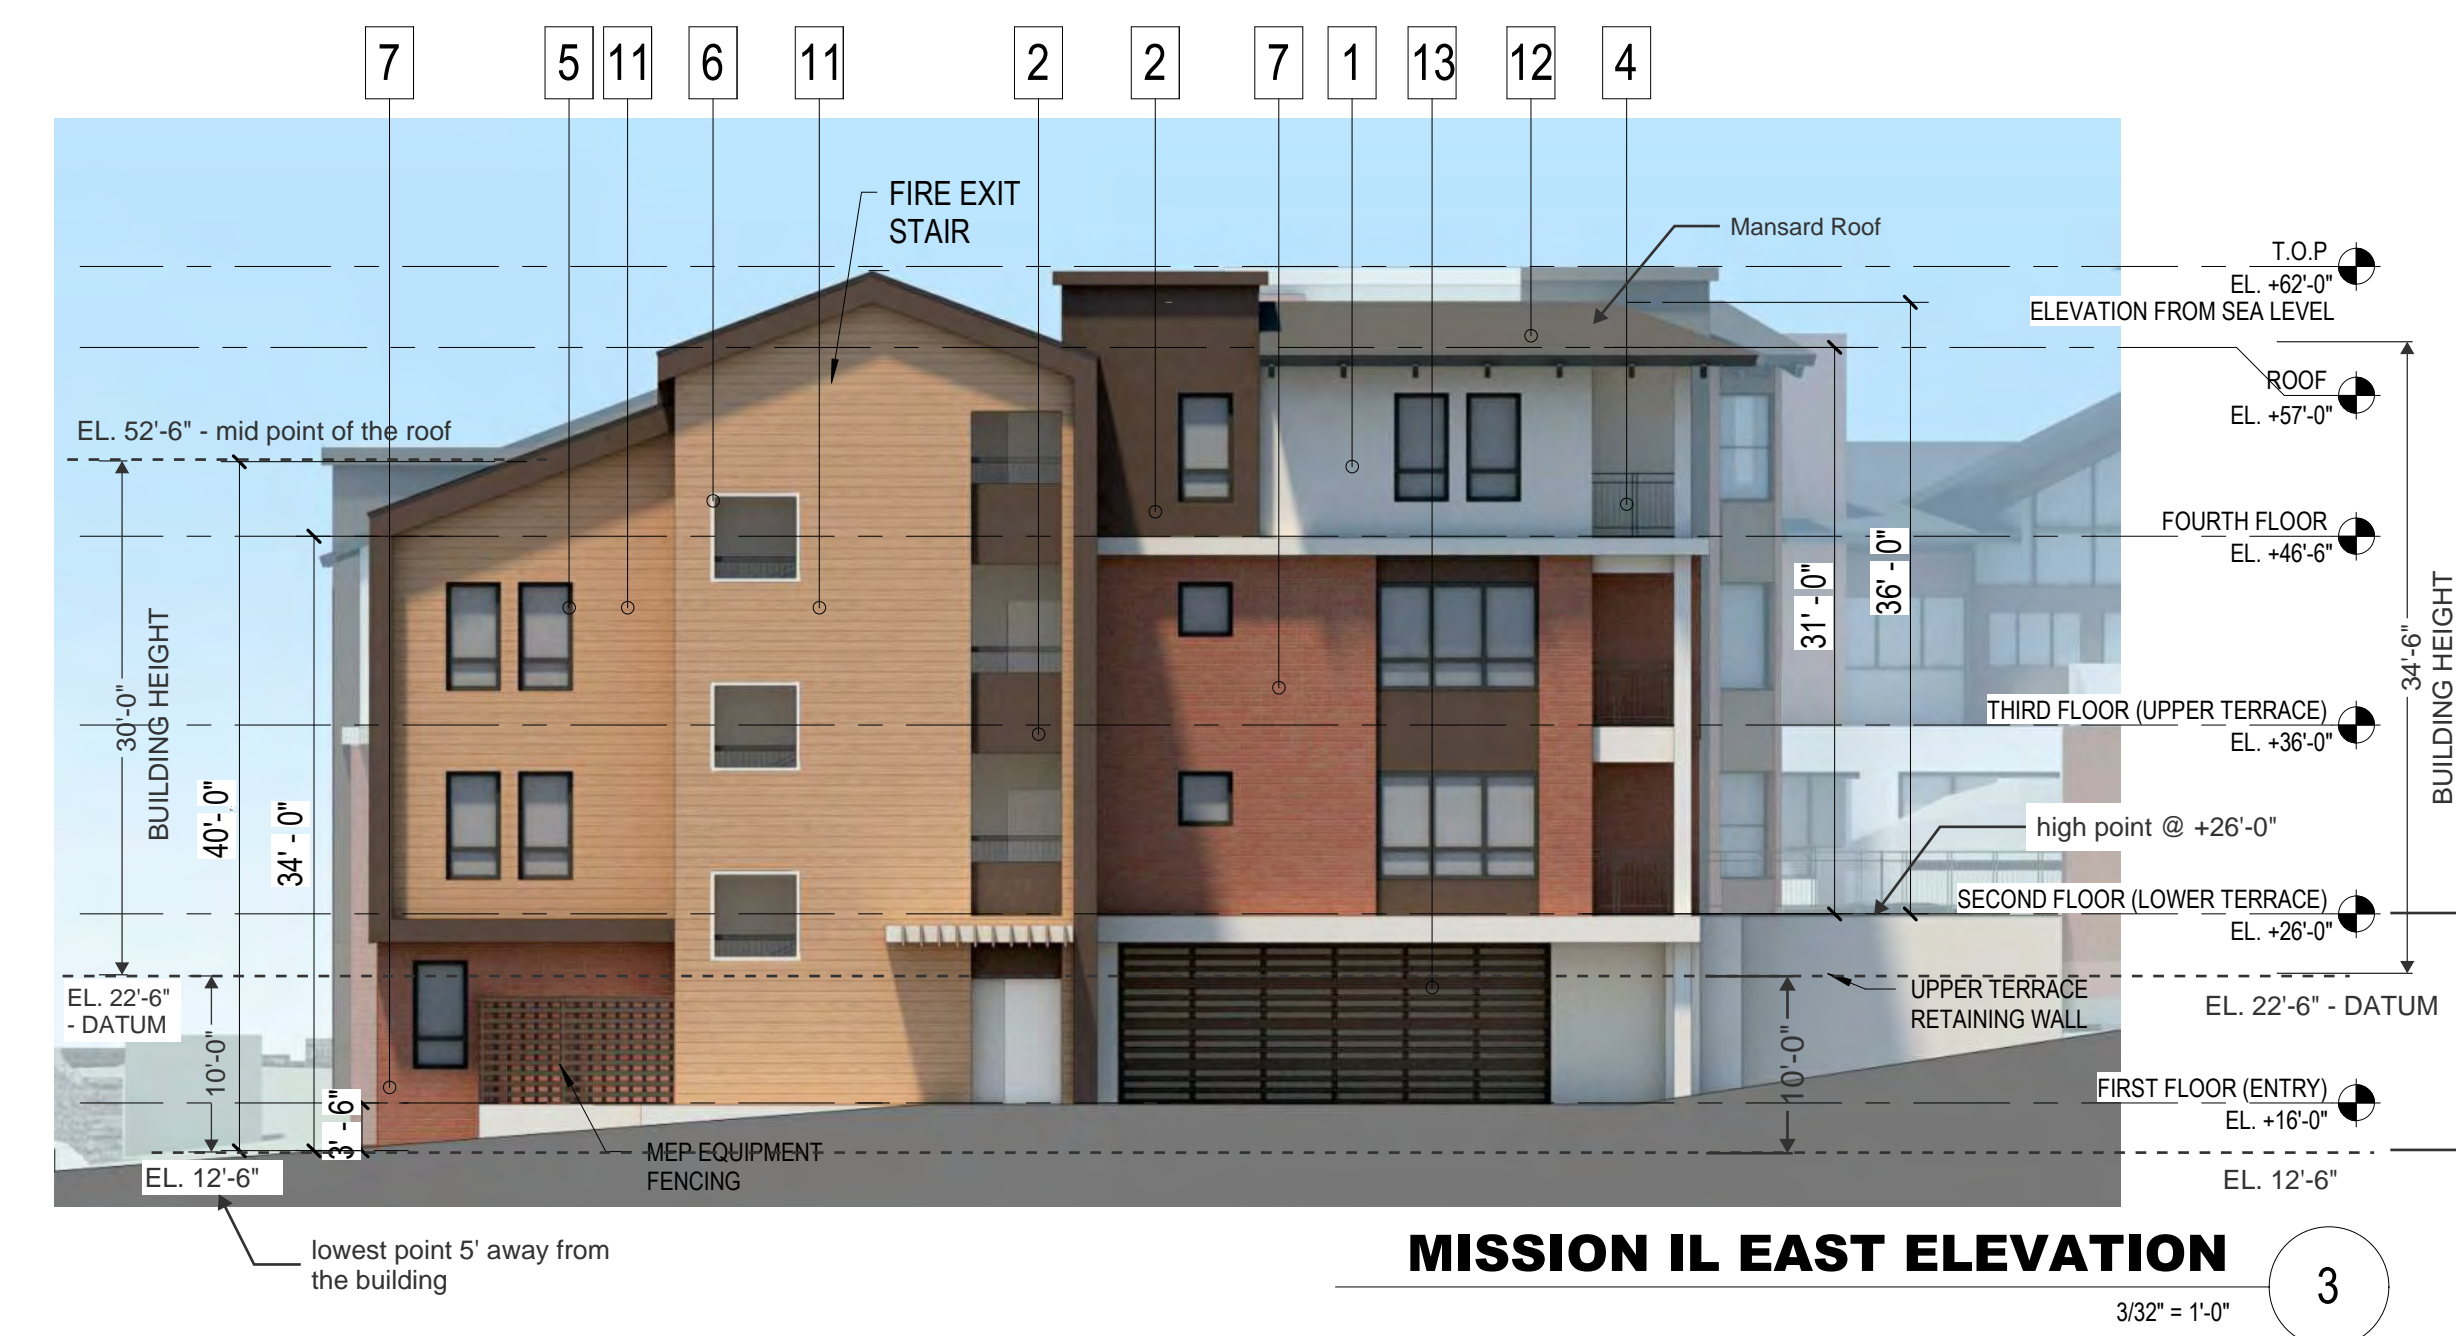 7 5 11 6 11 2 2 7 1 13 12 4
FIRE EXIT
STAIR
Mansard Roof
T.O.P
EL. +62'-0"
ELEVATION FROM SEA LEVEL
ROOF
EL. +57'-0"
EL. 52'-6" - mid point of the roof
FOURTH FLOOR
EL. +46'-6"
30'-0"
BUILDING HEIGHT
40'- 0"
34' - 0"
31' - 0"
36' - 0"
34'-6"
BUILDING HEIGHT
THIRD FLOOR (UPPER TERRACE)
EL. +36'-0"
high point @ +26'-0"
SECOND FLOOR (LOWER TERRACE)
EL. +26'-0"
EL. 22'-6"
- DATUM
UPPER TERRACE
RETAINING WALL
EL. 22'-6" - DATUM
10'-0"
3' - 6"
10'-0"
FIRST FLOOR (ENTRY)
EL. +16'-0"
MEP EQUIPMENT
FENCING
EL. 12'-6"
EL. 12'-6"
lowest point 5' away from
the building
MISSION IL EAST ELEVATION
3
3/32" = 1'-0"